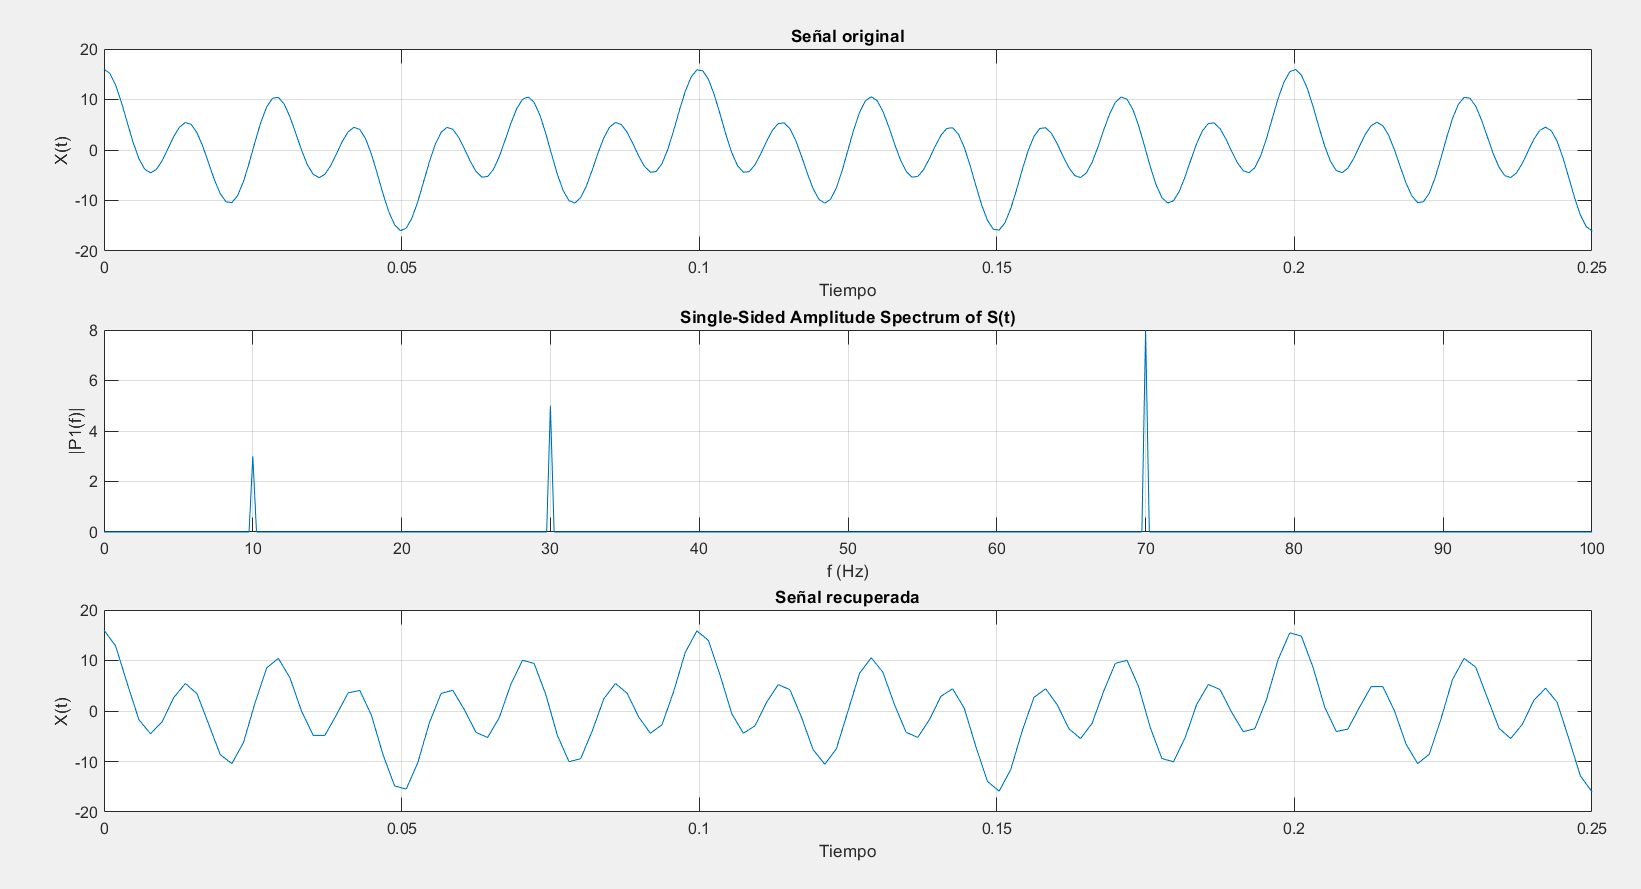 Señal original
20
10
0
-10
-20
X(t)
0 0.05 0.1 0.15 0.2 0.25
Tiempo
Single-Sided Amplitude Spectrum of S(t)
8
6
4
2
0
|P1(f)|
0 10 20 30 40 50 60 70 80 90 100
f (Hz)
Señal recuperada
20
10
0
-10
-20
X(t)
0 0.05 0.1 0.15 0.2 0.25
Tiempo